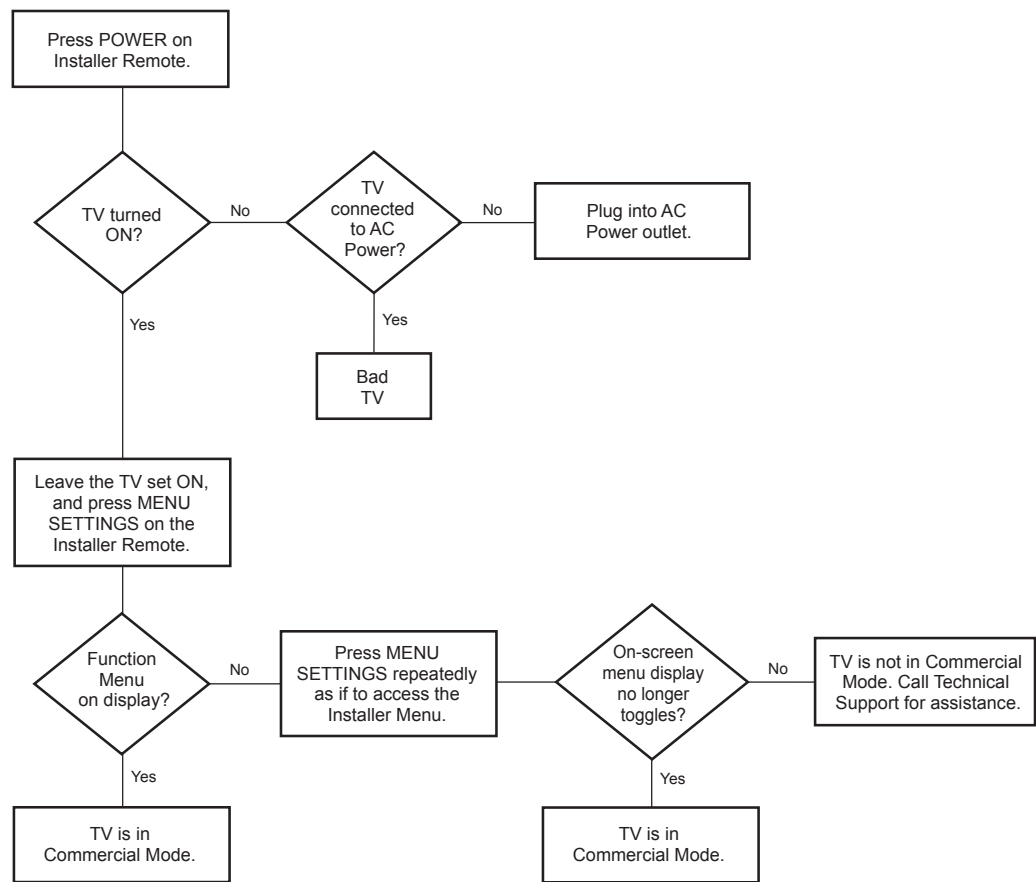 Press POWER on
Installer Remote.
TV turned
ON?
No
TV
connected
to AC
Power?
No
Plug into AC
Power outlet.
Yes
Yes
Bad
TV
Leave the TV set ON,
and press MENU
SETTINGS on the
Installer Remote.
Function
Menu
on display?
No
Press MENU
SETTINGS repeatedly
as if to access the
Installer Menu.
On-screen
menu display
no longer
toggles?
No
TV is not in Commercial
Mode. Call Technical
Support for assistance.
Yes
Yes
TV is in
Commercial Mode.
TV is in
Commercial Mode.